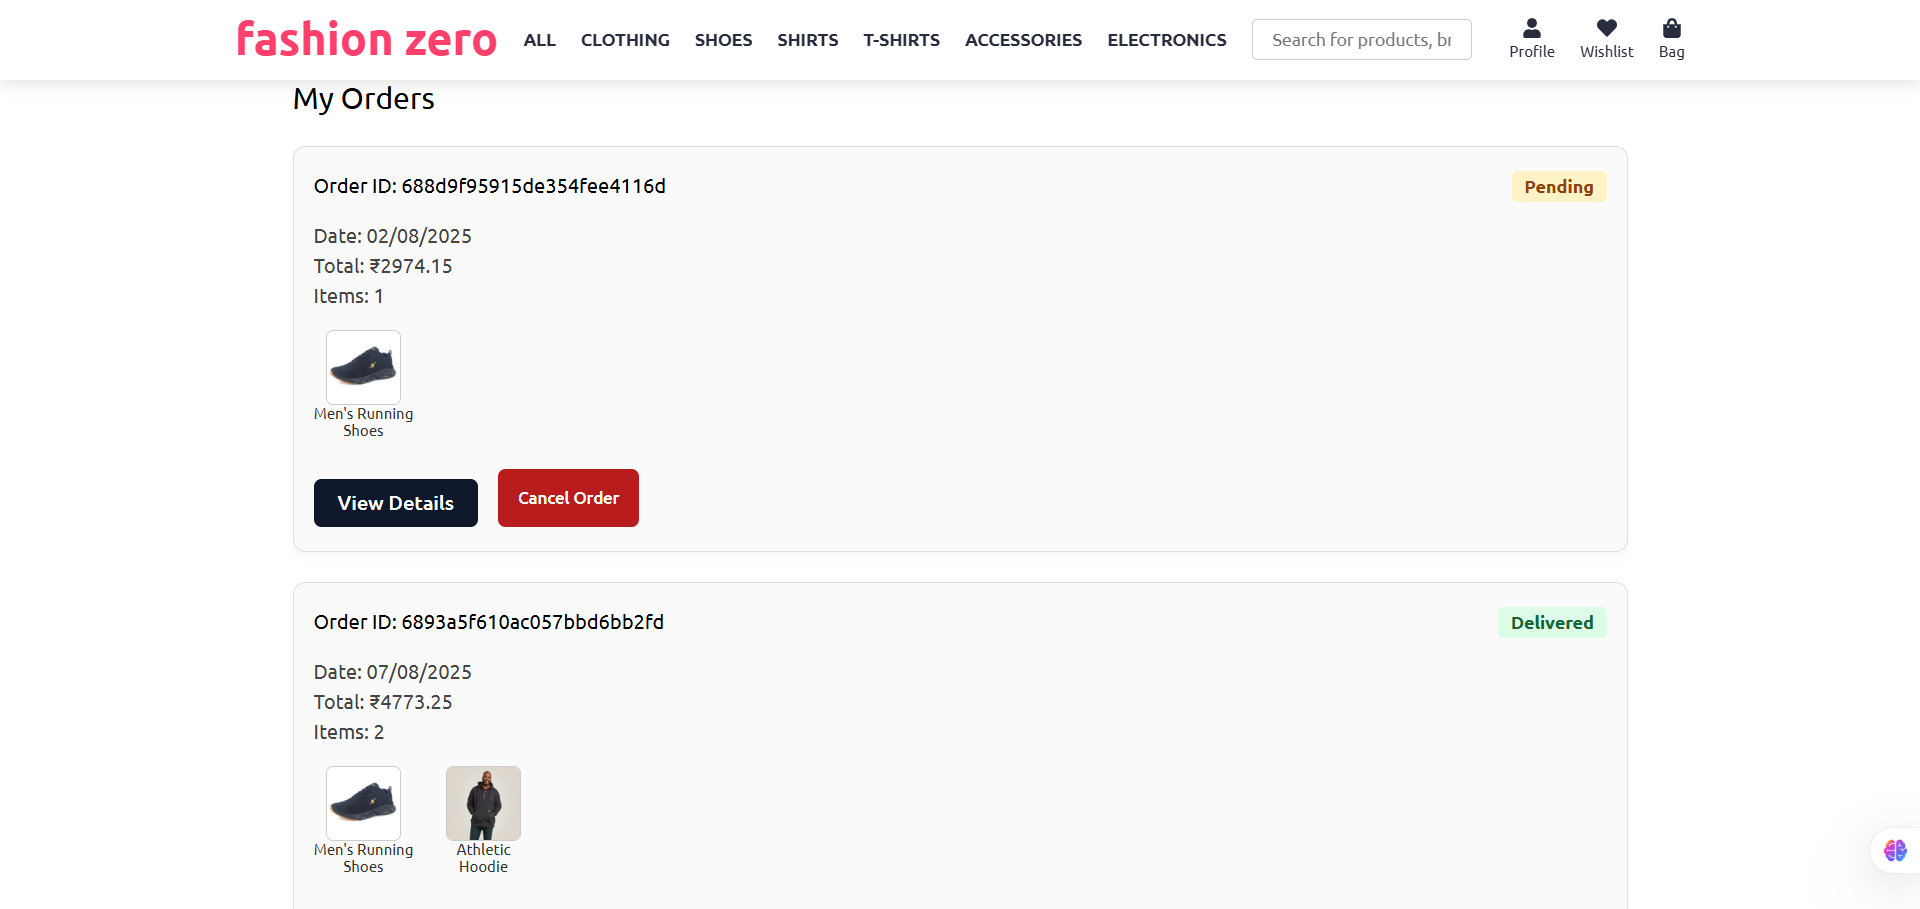 fashion zero
ALL CLOTHING SHOES SHIRTS T-SHIRTS ACCESSORIES ELECTRONICS
Search for products, br
Profile Wishlist Bag
My Orders
Order ID: 688d9f95915de354fee4116d
Pending
Date: 02/08/2025
Total: ₹2974.15
Items: 1
Men's Running
Shoes
View Details Cancel Order
Order ID: 6893a5f610ac057bbd6bb2fd
Delivered
Date: 07/08/2025
Total: ₹4773.25
Items: 2
Men's Running
Shoes
Athletic
Hoodie